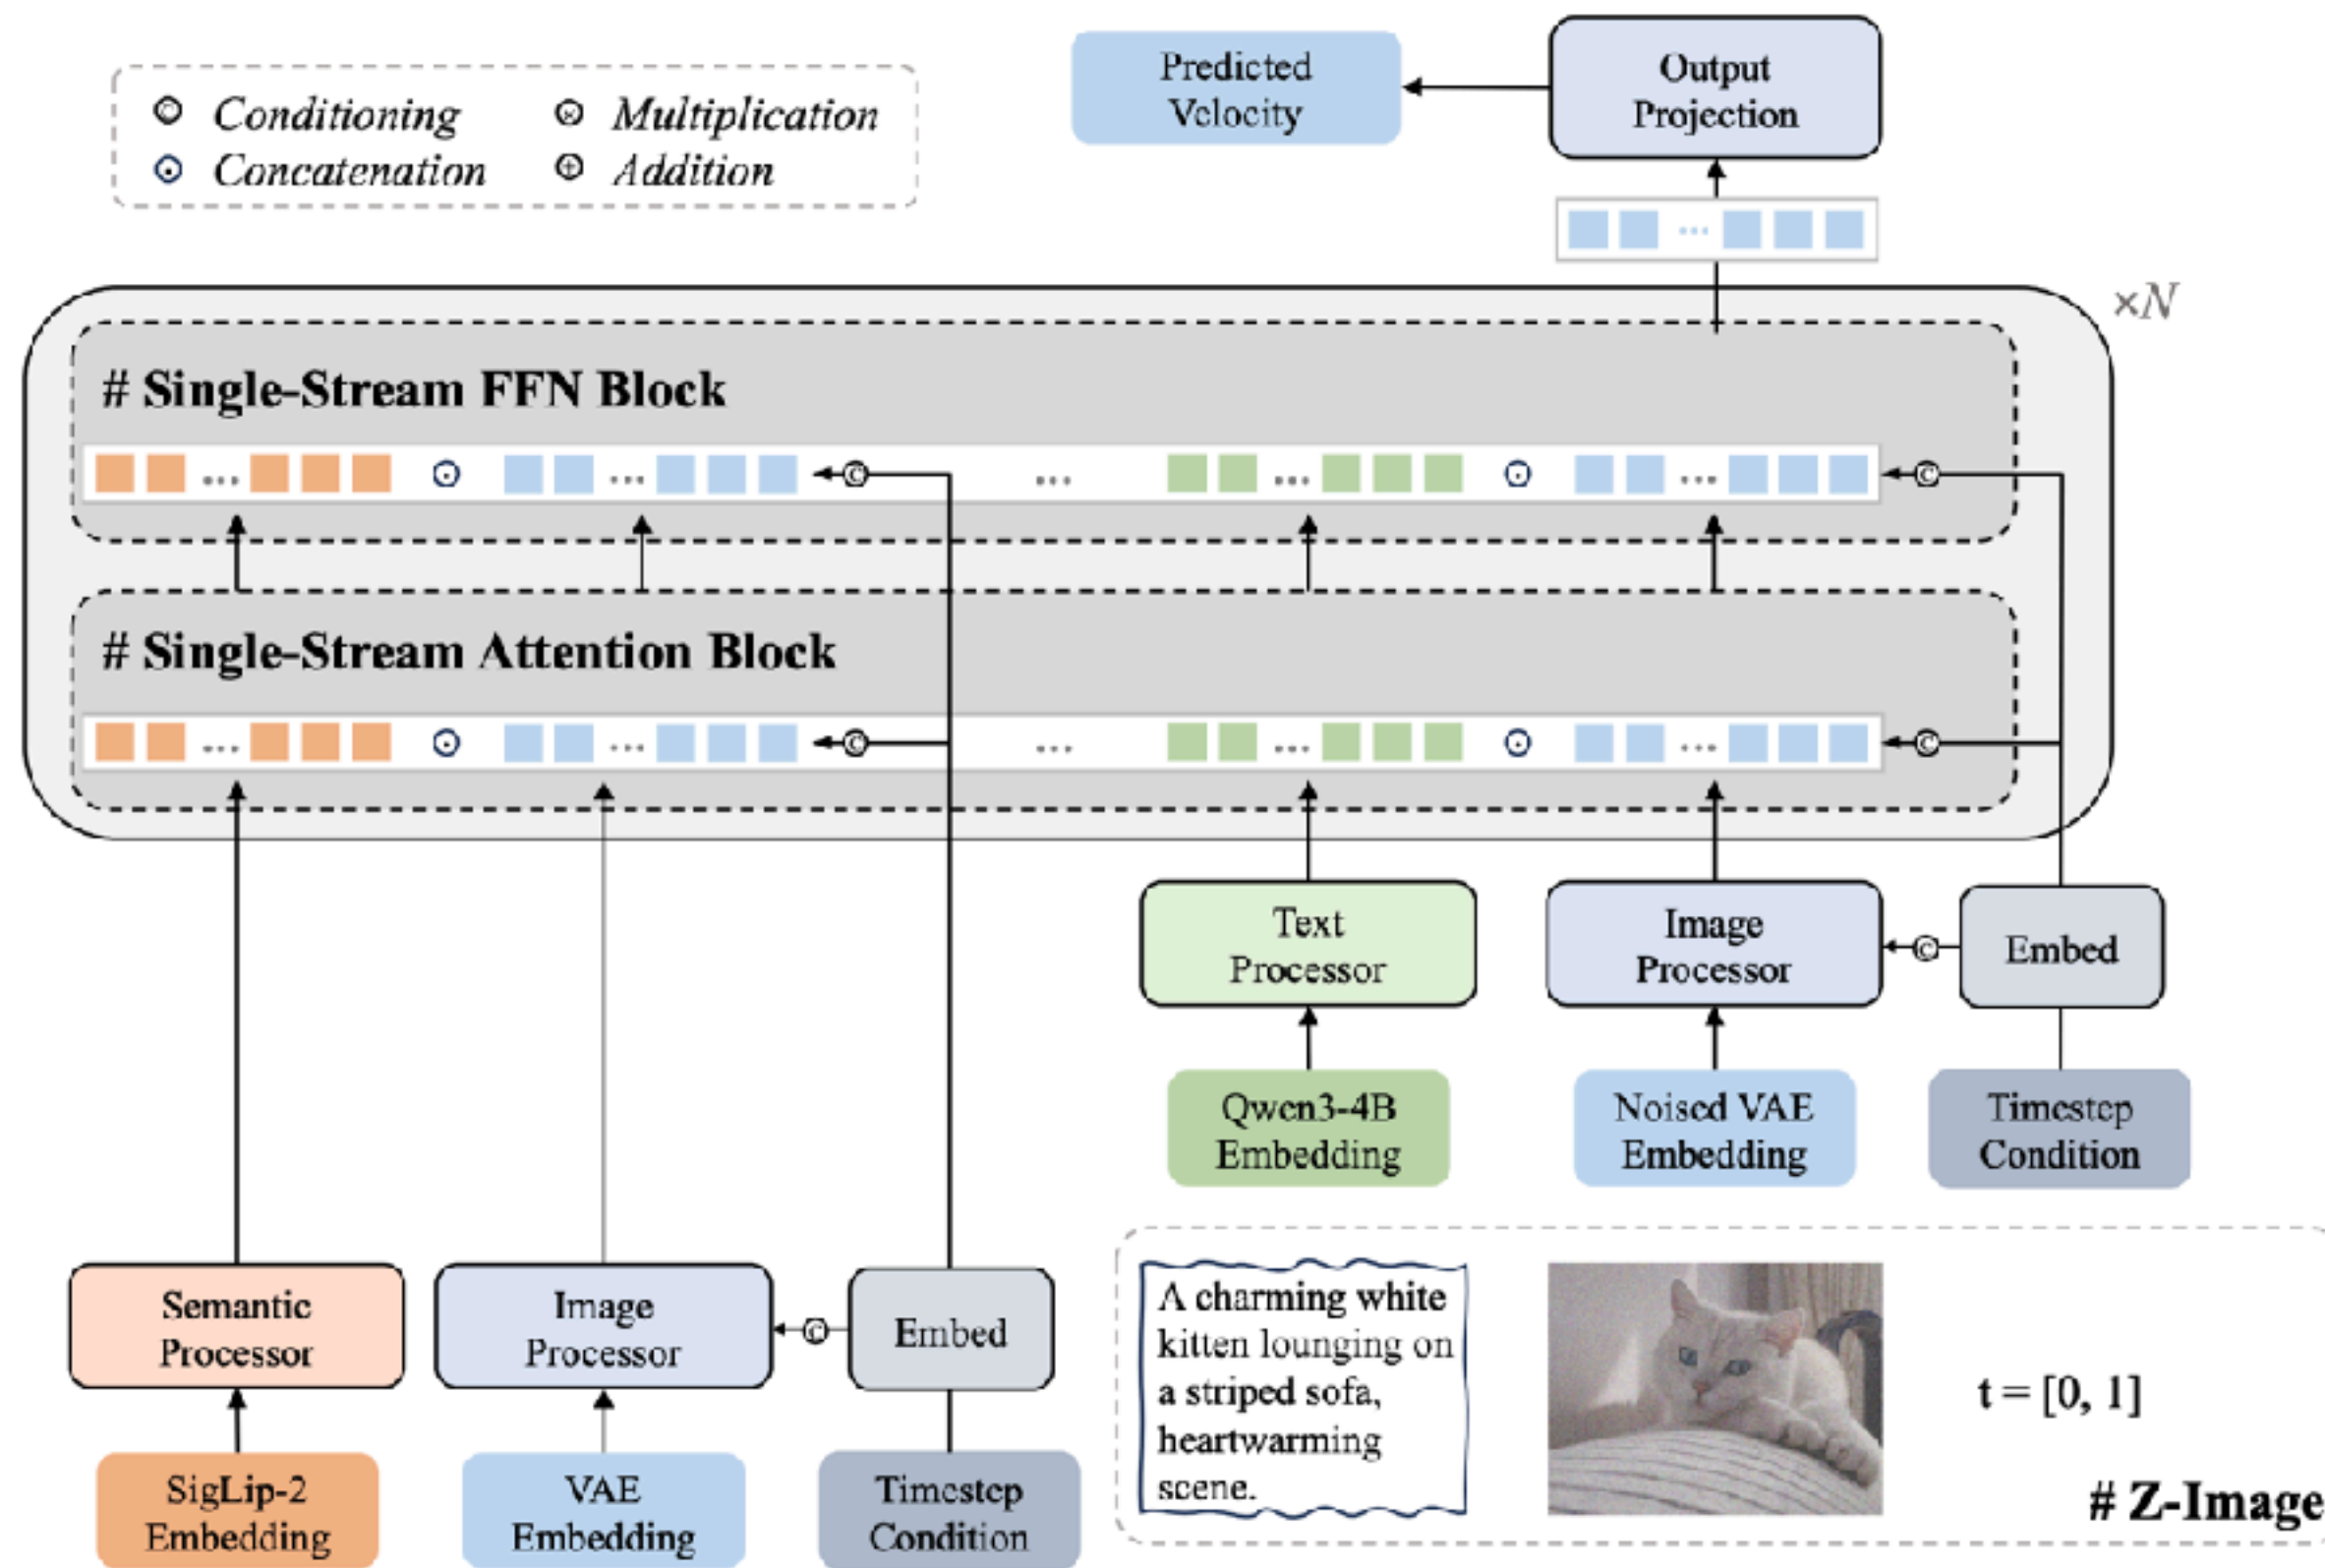 Predicted
Velocity
Output
Projection
© Conditioning
⊗ Multiplication
⊙ Concatenation
⊕ Addition
×N
# Single-Stream FFN Block
... ⊙ ... © ... ... ⊙ ... ©
# Single-Stream Attention Block
... ⊙ ... © ... ... ⊙ ... ©
Text
Processor
Image
Processor
©
Embed
Qwen3-4B
Embedding
Noised VAE
Embedding
Timestep
Condition
Semantic
Processor
Image
Processor
©
Embed
SigLip-2
Embedding
VAE
Embedding
Timestep
Condition
A charming white
kitten lounging on
a striped sofa,
heartwarming
scene.
t = [0, 1]
# Z-Image